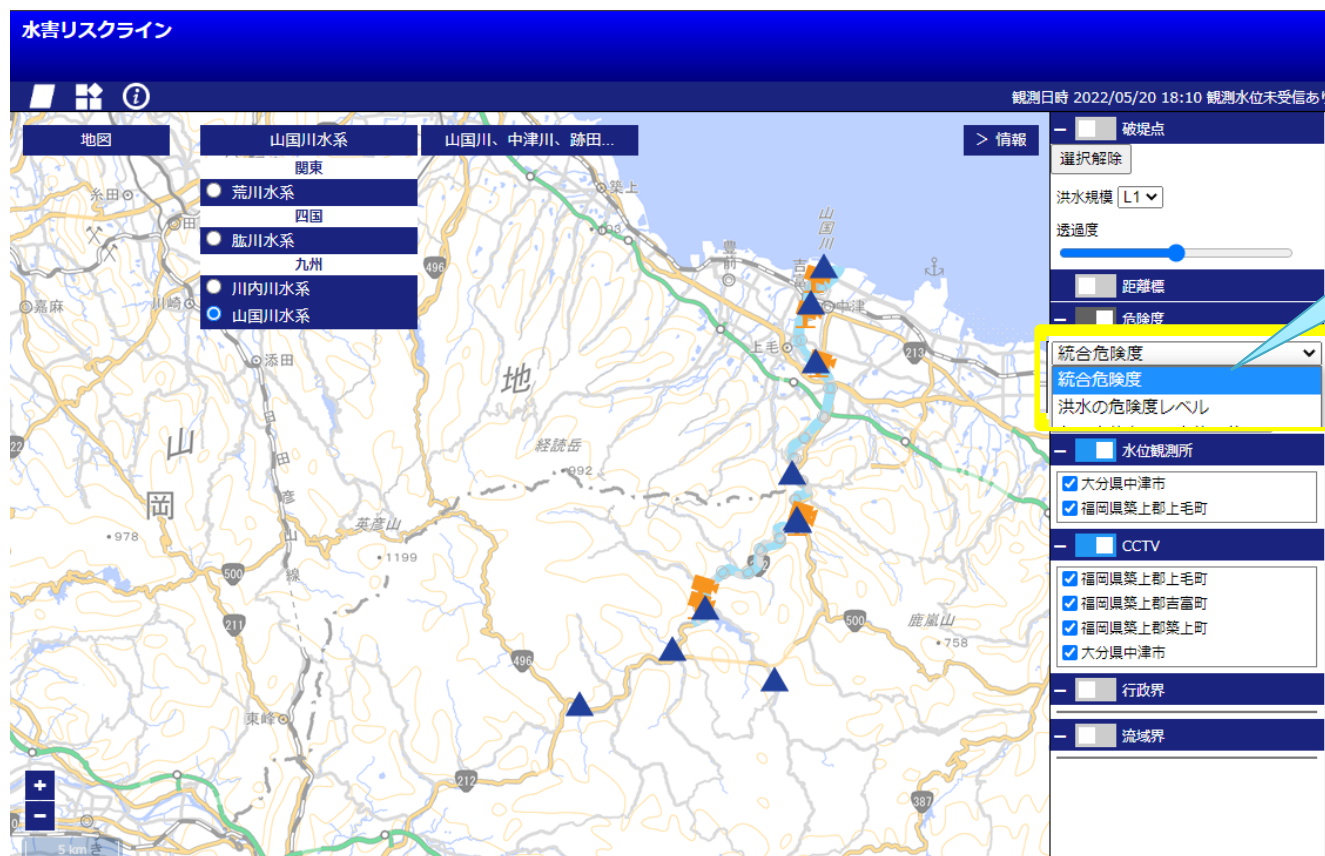 水害リスクライン
観測日時 2022/05/20 18:10 観測水位未受信あり
地図
山国川水系
山国川、中津川、跡田...
＞ 情報
関東
荒川水系
四国
肱川水系
九州
川内川水系
山国川水系
破堤点
選択解除
洪水規模 L1
透過度
距離標
危険度
統合危険度
統合危険度
洪水の危険度レベル
水位観測所
大分県中津市
福岡県築上郡上毛町
CCTV
福岡県築上郡上毛町
福岡県築上郡吉富町
福岡県築上郡築上町
大分県中津市
行政界
流域界
糸田
築上
山国川
豊前
496
嘉麻
川崎
中津
上毛
213
添田
地
山
経読岳
992
岡
日田彦山線
英彦山
978
1199
500
212
211
500
鹿嵐山
758
496
東峰
212
387
+
−
5 km